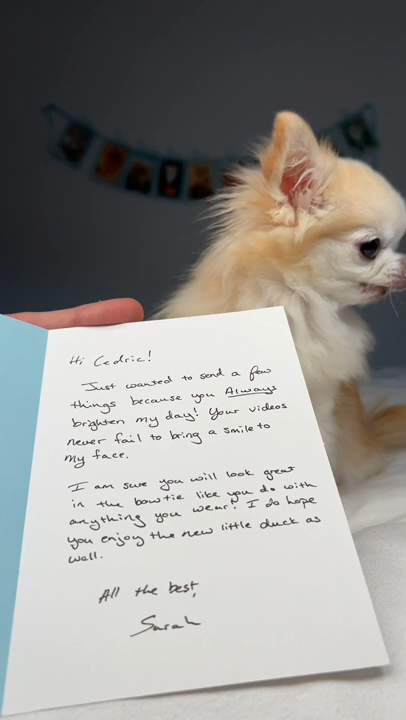 Hi Cedric!
Just wanted to send a few
things because you Always
brighten my day! Your videos
never fail to bring a smile to
my face.
I am sure you will look great
in the bowtie like you do with
anything you wear! I do hope
you enjoy the new little duck as
well.
All the best,
Sarah